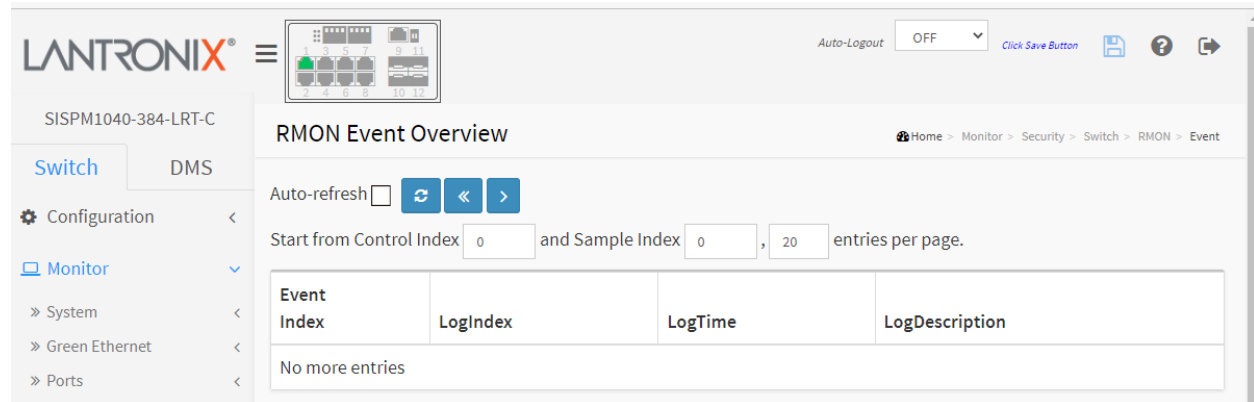 LANTRONIX®
1 3 5 7 9 11
2 4 6 8 10 12
Auto-Logout OFF Click Save Button
SISPM1040-384-LRT-C
Switch DMS
Configuration
Monitor
» System
» Green Ethernet
» Ports
RMON Event Overview
Home > Monitor > Security > Switch > RMON > Event
Auto-refresh
Start from Control Index 0 and Sample Index 0 , 20 entries per page.
Event
Index LogIndex LogTime LogDescription
No more entries